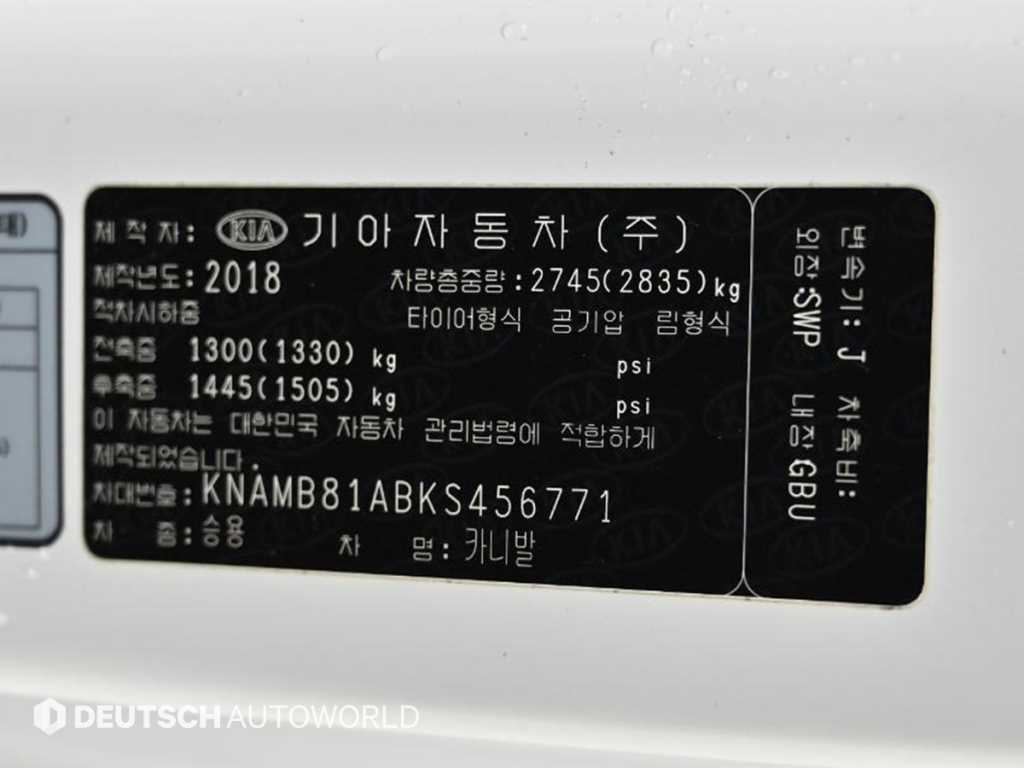 제 작 자: KIA 기아자동차(주)
제작년도: 2018 차량총중량: 2745(2835)kg
적차시하중 타이어형식 공기압 림형식
전축중 1300(1330) kg psi
후축중 1445(1505) kg psi
이 자동차는 대한민국 자동차 관리법령에 적합하게
제작되었습니다.
차대번호: KNAMB81ABKS456771
차 종: 승용 차 명: 카니발
변속기: J 차축비:
외장:SWP 내장:GBU
DEUTSCH AUTOWORLD